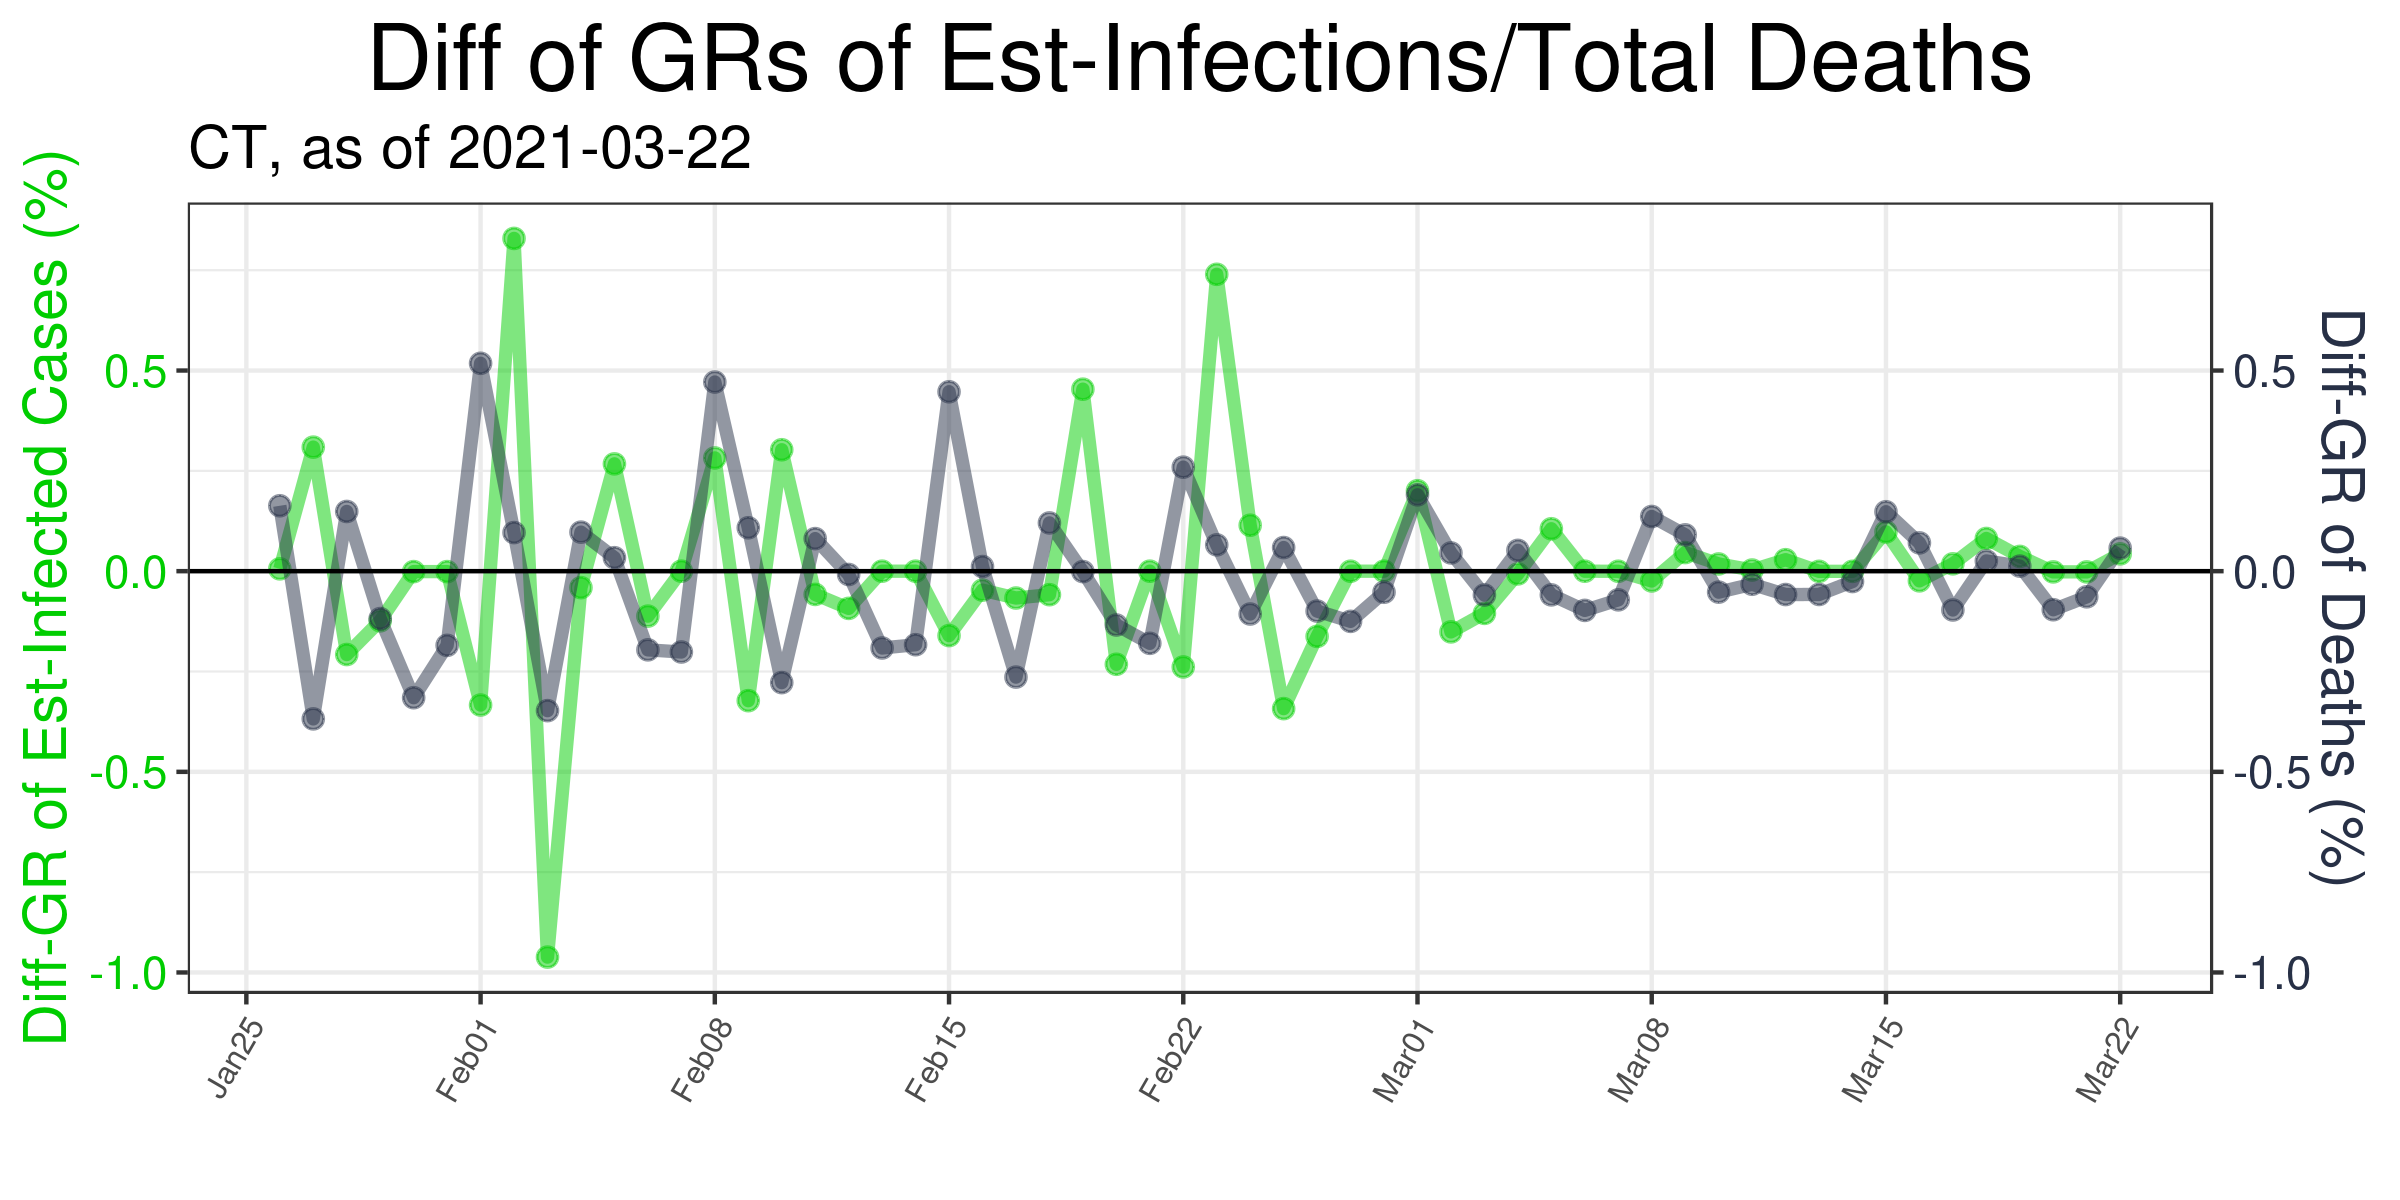 Diff of GRs of Est-Infections/Total Deaths
CT, as of 2021-03-22
Diff-GR of Est-Infected Cases (%)
0.5
0.0
-0.5
-1.0
0.5
0.0
-0.5
-1.0
Diff-GR of Deaths (%)
Jan25
Feb01
Feb08
Feb15
Feb22
Mar01
Mar08
Mar15
Mar22